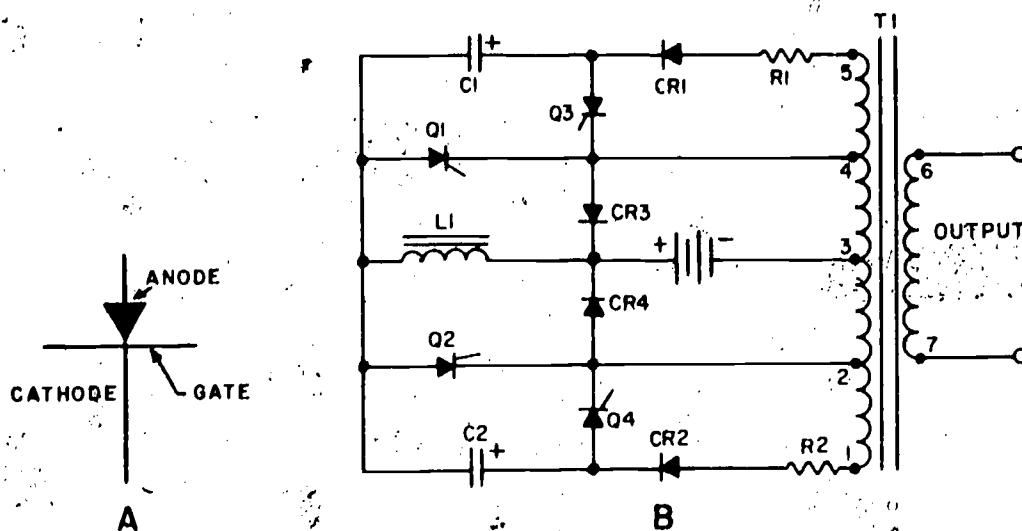 ANODE
CATHODE
GATE
A
T1
C1
+
CR1
R1
5
Q3
Q1
4
L1
CR3
+
-
3
6
OUTPUT
CR4
Q2
2
7
Q4
C2
+
CR2
R2
1
B